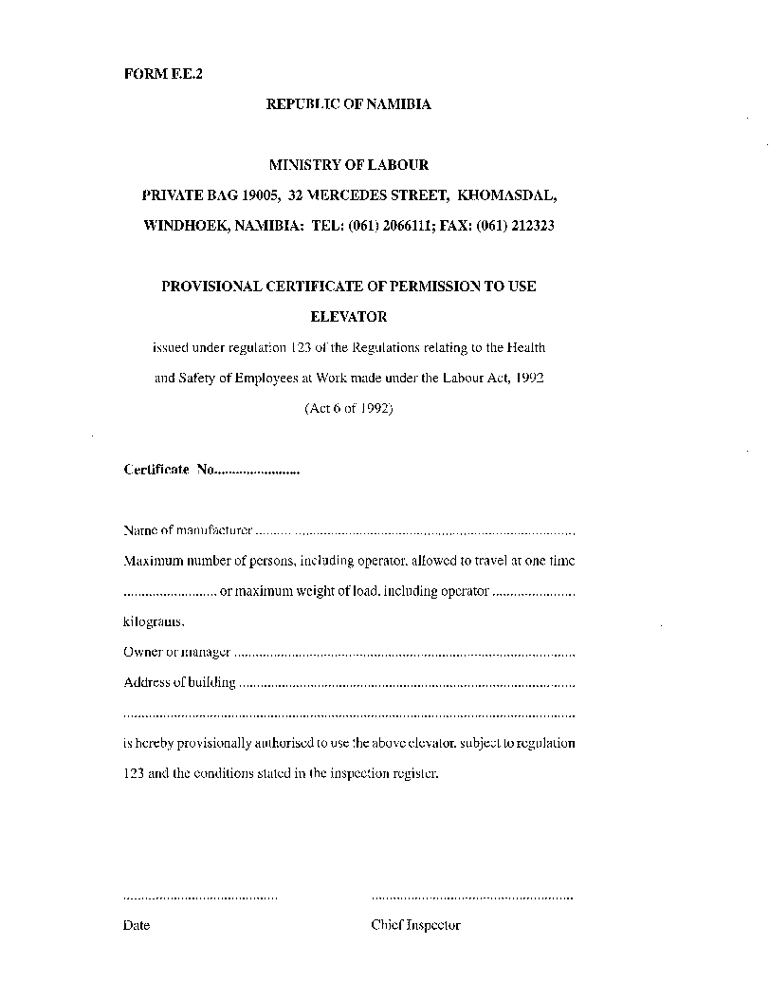 FORM F.E.2
REPUBLIC OF NAMIBIA
MINISTRY OF LABOUR
PRIVATE BAG 19005, 32 MERCEDES STREET, KHOMASDAL,
WINDHOEK, NAMIBIA: TEL: (061) 2066111; FAX: (061) 212323
PROVISIONAL CERTIFICATE OF PERMISSION TO USE
ELEVATOR
issued under regulation 123 of the Regulations relating to the Health
and Safety of Employees at Work made under the Labour Act, 1992
(Act 6 of 1992)
Certificate No........................
Name of manufacturer ..........................................................................................
Maximum number of persons, including operator, allowed to travel at one time
.......................... or maximum weight of load, including operator .......................
kilograms.
Owner or manager ................................................................................................
Address of building ..............................................................................................
...............................................................................................................................
is hereby provisionally authorised to use the above elevator, subject to regulation
123 and the conditions stated in the inspection register.
........................................... ........................................................
Date Chief Inspector